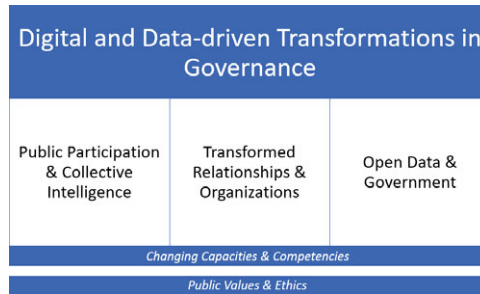 Digital and Data-driven Transformations in
Governance
Public Participation
& Collective
Intelligence
Transformed
Relationships &
Organizations
Open Data &
Government
Changing Capacities & Competencies
Public Values & Ethics